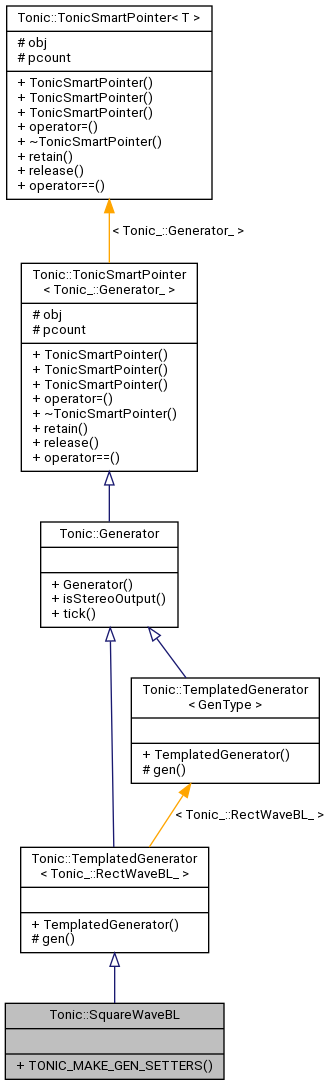 Tonic::TonicSmartPointer< T >
# obj
# pcount
+ TonicSmartPointer()
+ TonicSmartPointer()
+ TonicSmartPointer()
+ operator=()
+ ~TonicSmartPointer()
+ retain()
+ release()
+ operator==()
< Tonic_::Generator_ >
Tonic::TonicSmartPointer
< Tonic_::Generator_ >
# obj
# pcount
+ TonicSmartPointer()
+ TonicSmartPointer()
+ TonicSmartPointer()
+ operator=()
+ ~TonicSmartPointer()
+ retain()
+ release()
+ operator==()
Tonic::Generator
+ Generator()
+ isStereoOutput()
+ tick()
Tonic::TemplatedGenerator
< GenType >
+ TemplatedGenerator()
# gen()
< Tonic_::RectWaveBL_ >
Tonic::TemplatedGenerator
< Tonic_::RectWaveBL_ >
+ TemplatedGenerator()
# gen()
Tonic::SquareWaveBL
+ TONIC_MAKE_GEN_SETTERS()